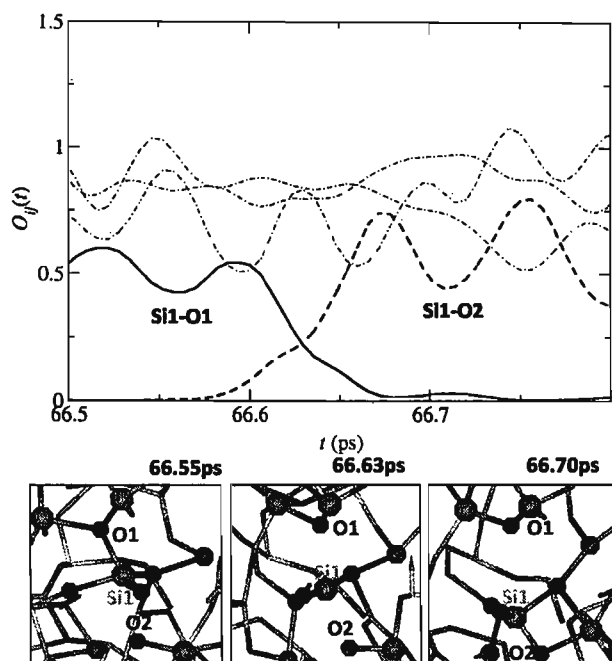 1.5
1
O_ij(t)
0.5
Si1-O1
Si1-O2
0
66.5
66.6
66.7
t (ps)
66.55ps
66.63ps
66.70ps
O1
O1
O1
Si1
Si1
Si1
O2
O2
O2